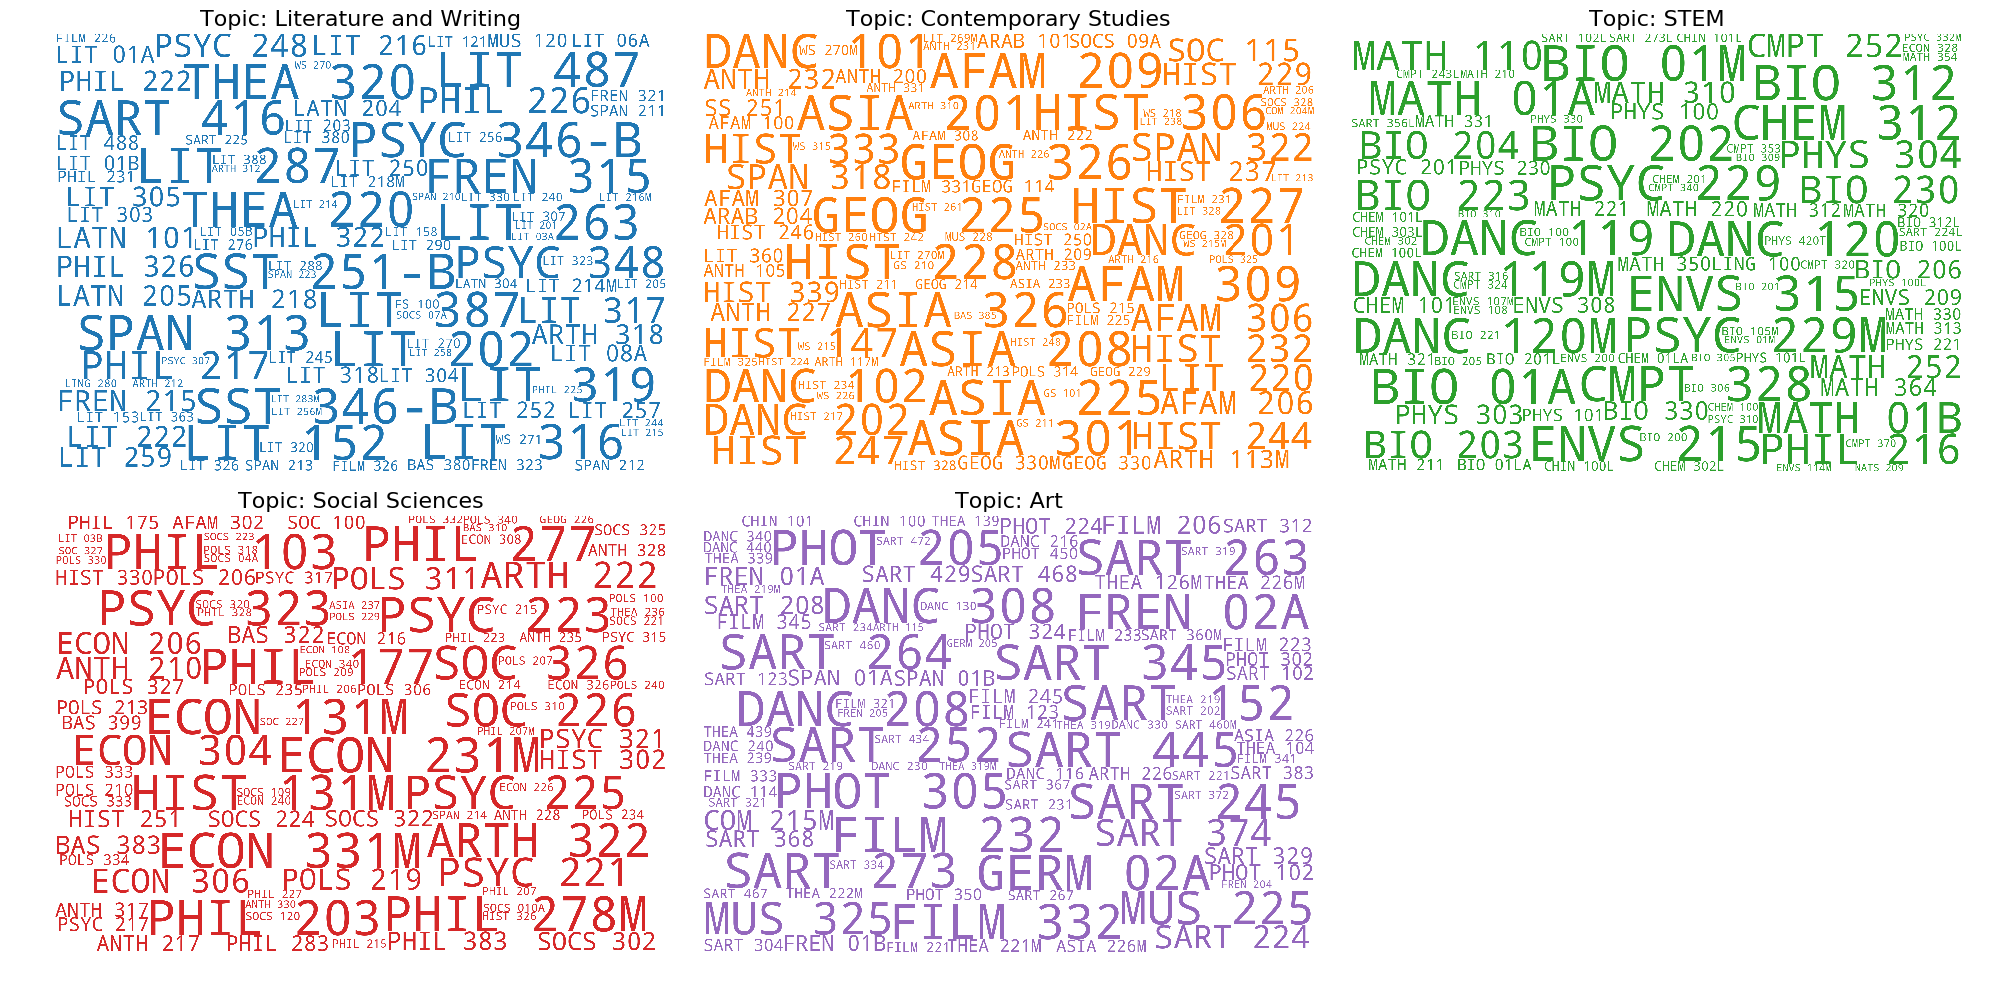 Topic: Literature and Writing
FILM 226 PSYC 248 LIT 216 LIT 121 MUS 120 LIT 06A
LIT 01A WS 270
PHIL 222 THEA 320 LIT 487
LATN 204 PHIL 226 FREN 321
SART 416 SPAN 211
LIT 203
LIT 488 SART 225 LIT 380 PSYC 346-B LIT 256
LIT 01B LIT 287 LIT 388 LIT 250 FREN 315
PHIL 231 ARTH 312 LIT 218M
LIT 305 THEA 220 LIT 214 SPAN 210 LIT 330 LIT 240 LIT 216M
LIT 303 LIT 263 LIT 307
LIT 201
LATN 101 LIT 05B PHIL 322 LIT 158 LIT 03A
LIT 276 LIT 290
PHIL 326 SST 251-B LIT 288 PSYC 348 LIT 323
SPAN 223 LATN 304 LIT 214M LIT 205
LATN 205 ARTH 218 LIT 387 FS 100 LIT 317
SOCS 07A
SPAN 313 LIT 202 LIT 270 ARTH 318
PHIL 217 PSYC 307 LIT 245 LIT 258 LIT 08A
LIT 318 LIT 304 LIT 319
LING 280 ARTH 212 PHIL 225
FREN 215 SST 346-B LIT 283M
LIT 153 LIT 363 LIT 256M LIT 252 LIT 257
LIT 222 LIT 152 LIT 320 LIT 316 WS 271 LIT 244
LIT 259 LIT 215
LIT 326 SPAN 213 FILM 326 BAS 380 FREN 323 SPAN 212
Topic: Contemporary Studies
DANC 101 WS 270M LIT 269M ARAB 101 SOCS 09A SOC 115
ANTH 231
ANTH 232 ANTH 200 AFAM 209 HIST 229
ANTH 214 ANTH 331 ARTH 206
SS 251 ASIA 201 ARTH 310 HIST 306 WS 218 SOCS 328
AFAM 100 LIT 238 COM 204M
HIST 333 WS 315 AFAM 308 ANTH 222 MUS 224
GEOG 326 ANTH 226 SPAN 322
SPAN 318 FILM 331 GEOG 114 HIST 237 LIT 213
AFAM 307 GEOG 225 HIST 261 HIST 227 FILM 231
ARAB 204 LIT 328
HIST 246 HIST 260 HIST 242 MUS 228 SOCS 02A DANC 201 GEOG 328
HIST 250 WS 215M
LIT 360 HIST 228 LIT 270M ARTH 209 ARTH 216 POLS 325
ANTH 105 GS 210 ANTH 233
HIST 339 HIST 211 GEOG 214 ASIA 233 AFAM 309
ANTH 227 ASIA 326 BAS 385 POLS 215 AFAM 306
FILM 225
HIST 147 WS 215 ASIA 208 HIST 248 HIST 232
FILM 325 HIST 224 ARTH 117M
DANC 102 HIST 234 ARTH 213 POLS 314 GEOG 229 LIT 220
WS 226 ASIA 225 GS 101 AFAM 206
DANC 202 HIST 217 GS 211
HIST 247 ASIA 301 HIST 244
HIST 328 GEOG 330M GEOG 330 ARTH 113M
Topic: STEM
SART 102L SART 273L CHIN 101L CMPT 252 PSYC 332M
MATH 110 BIO 01M ECON 328
CMPT 243L MATH 210 MATH 354
MATH 01A MATH 310 BIO 312
PHYS 330 PHYS 100
SART 356L MATH 331 CHEM 312
BIO 204 BIO 202 CMPT 353 PHYS 304
PSYC 201 PHYS 230 BIO 309
BIO 223 PSYC 229 CHEM 201 BIO 230
CMPT 340
CHEM 101L BIO 310 MATH 221 MATH 220 MATH 312 MATH 320 BIO 312L
CHEM 303L DANC 119 BIO 100 DANC 120 PHYS 420T SART 224L
CHEM 302 CMPT 100 BIO 100L
CHEM 100L
DANC 119M SART 316 MATH 350 LING 100 CMPT 320 BIO 206
CMPT 324 ENVS 315 BIO 201 PHYS 100L
CHEM 101 ENVS 107M ENVS 308 ENVS 209
ENVS 108 MATH 330
DANC 120M BIO 221 PSYC 229M BIO 105M MATH 313
ENVS 01M PHYS 221
MATH 321 BIO 205 BIO 201L ENVS 200 CHEM 01LA BIO 305 PHYS 101L MATH 252
BIO 01A CMPT 328 BIO 306 MATH 364
PHYS 303 PHYS 101 BIO 330 CHEM 100 MATH 01B
PSYC 310
BIO 203 ENVS 215 BIO 200 PHIL 216 CMPT 370
MATH 211 BIO 01LA CHIN 100L CHEM 302L ENVS 114M NATS 209
Topic: Social Sciences
PHIL 175 AFAM 302 SOC 100 POLS 332 POLS 340 GEOG 226
LIT 03B PHIL 103 SOCS 223 PHIL 277 BAS 310 SOCS 325
SOC 327 POLS 318 ECON 308 ANTH 328
POLS 330 SOCS 04A
HIST 330 POLS 206 PSYC 317 POLS 311 ARTH 222
PSYC 323 SOCS 320 ASIA 237 PSYC 223 PSYC 215 POLS 100
PHIL 328 POLS 229 THEA 236
SOCS 221
ECON 206 BAS 322 ECON 216 PHIL 223 ANTH 235 PSYC 315
ANTH 210 PHIL 177 ECON 108 SOC 326 POLS 207
ECON 340
POLS 209
POLS 327 POLS 235 PHIL 206 POLS 306 ECON 214 ECON 326 POLS 240
POLS 213 ECON 131M SOC 227 SOC 226 POLS 310
BAS 399 PHIL 207M
ECON 304 ECON 231M PSYC 321
HIST 302
POLS 333 HIST 131M SOCS 109 PSYC 225 ECON 226
POLS 210 ECON 240
SOCS 333
HIST 251 SOCS 224 SOCS 322 SPAN 214 ANTH 228 POLS 234
BAS 383 ECON 331M ARTH 322
POLS 334
ECON 306 POLS 219 PSYC 221
PHIL 227 PHIL 207
ANTH 317 PHIL 203 ANTH 330 PHIL 278M SOCS 010A
PSYC 217 SOCS 120 HIST 326
ANTH 217 PHIL 283 PHIL 215 PHIL 383 SOCS 302
Topic: Art
CHIN 101 CHIN 100 THEA 139 PHOT 224 FILM 206 SART 312
DANC 340 PHOT 205 SART 472 DANC 216 SART 263 SART 319
DANC 440 PHOT 450
THEA 339
FREN 01A SART 429 SART 468 THEA 126M THEA 226M
THEA 219M
SART 208 DANC 308 DANC 130 FREN 02A
FILM 345 SART 234 ARTH 115 PHOT 324 FILM 233 SART 360M
SART 264 SART 460 GERM 205 SART 345 FILM 223
PHOT 302
SART 123 SPAN 01A SPAN 01B SART 102
DANC 208 FILM 321 FILM 245 SART 152 THEA 219
FREN 205 FILM 123 SART 202
THEA 439 FILM 241 THEA 319 DANC 330 SART 460M ASIA 226
DANC 240 SART 252 SART 434 SART 445 THEA 104
THEA 239 FILM 341
SART 219 DANC 230 THEA 319M
FILM 333 PHOT 305 DANC 116 ARTH 226 SART 221 SART 383
DANC 114 SART 367 SART 245 SART 372
SART 321 SART 231
COM 215M FILM 232 SART 374
SART 368
SART 273 SART 334 GERM 02A SART 329
PHOT 102
SART 467 THEA 222M PHOT 350 SART 267 FREN 204
MUS 325 FILM 332 MUS 225
SART 304 FREN 01B FILM 221 THEA 221M ASIA 226M SART 224